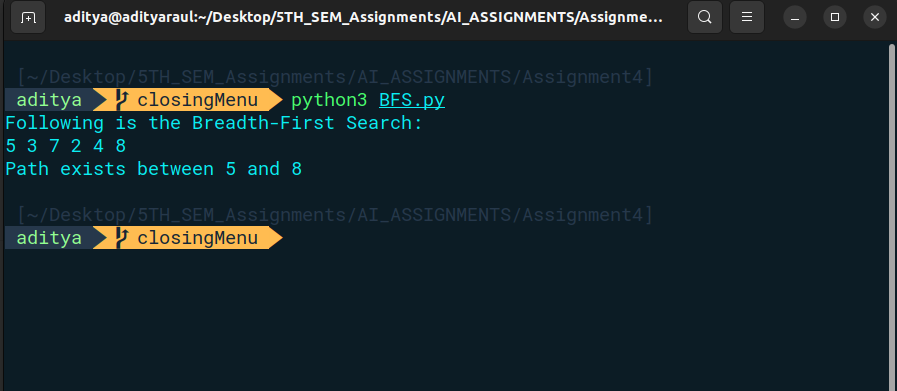 aditya@adityaraul:~/Desktop/5TH_SEM_Assignments/AI_ASSIGNMENTS/Assignme...
[~/Desktop/5TH_SEM_Assignments/AI_ASSIGNMENTS/Assignment4]
aditya closingMenu python3 BFS.py
Following is the Breadth-First Search:
5 3 7 2 4 8
Path exists between 5 and 8
[~/Desktop/5TH_SEM_Assignments/AI_ASSIGNMENTS/Assignment4]
aditya closingMenu